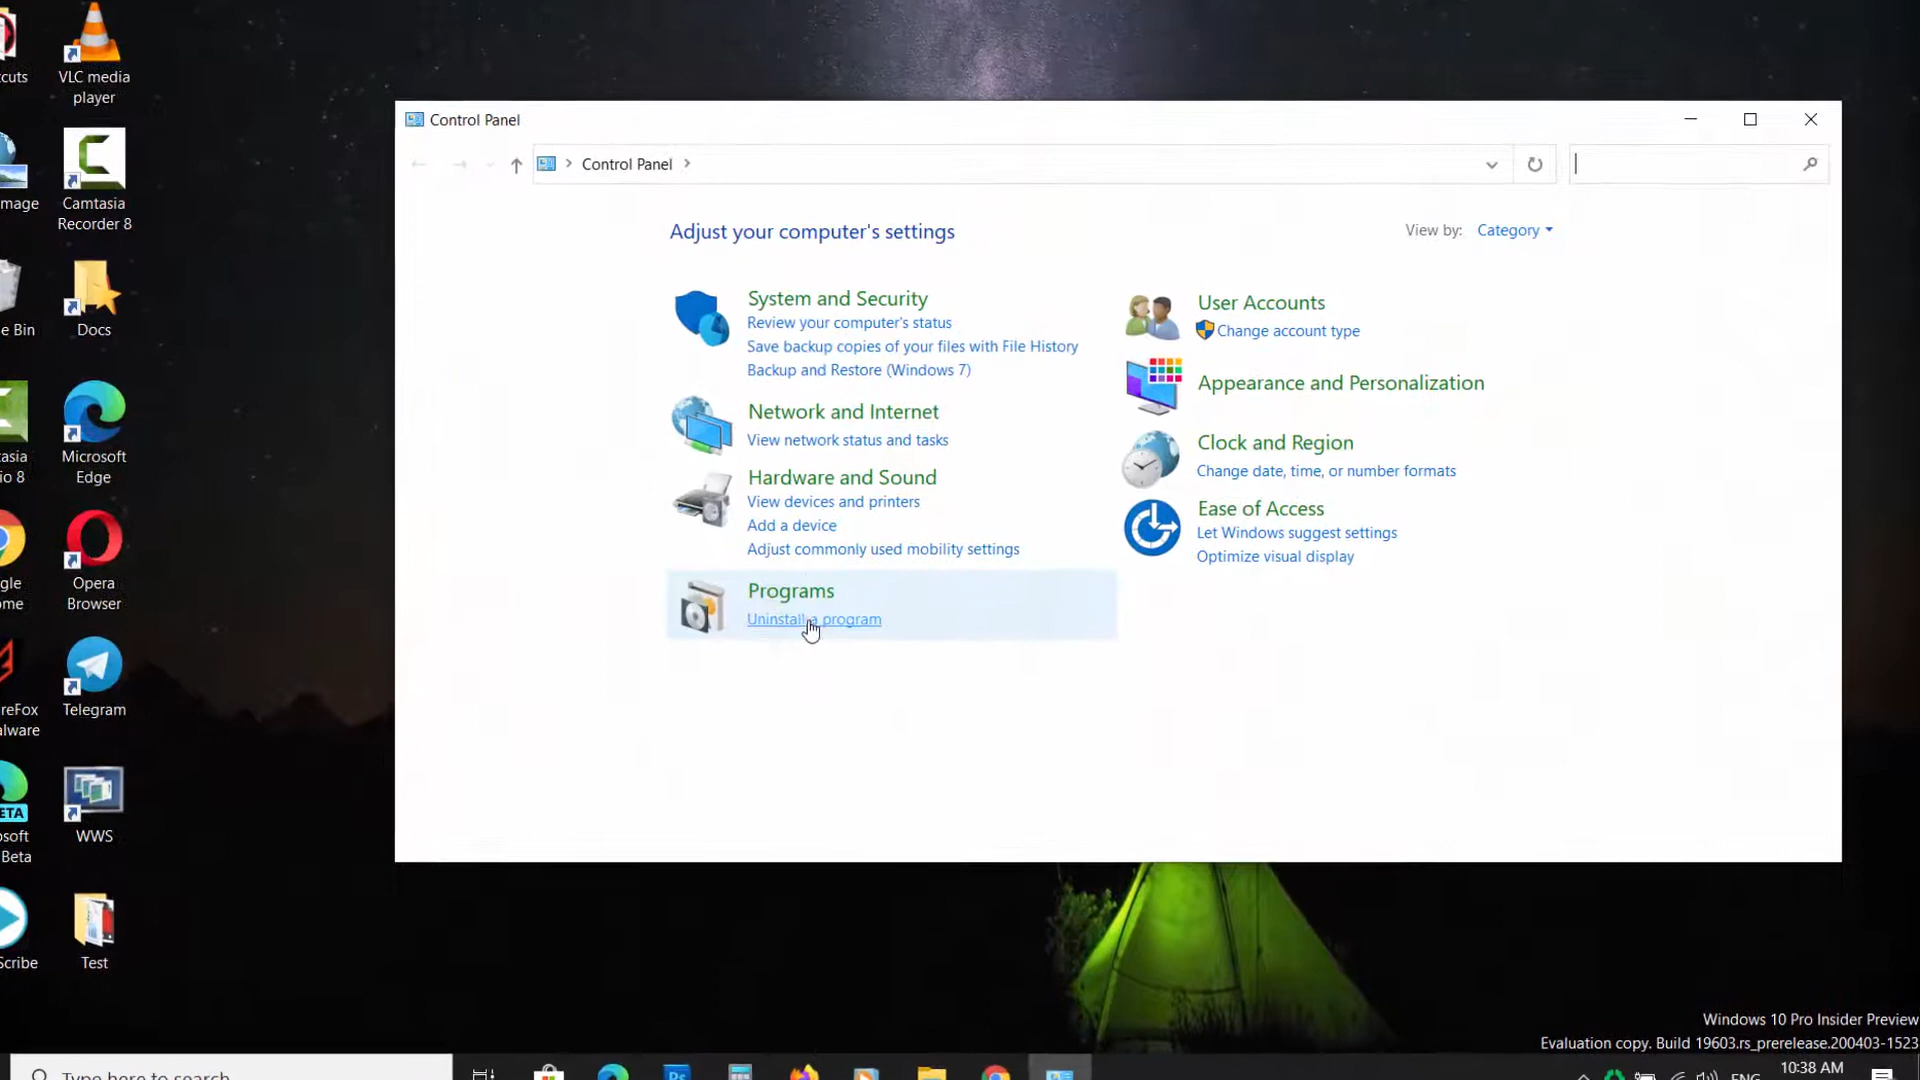 cuts
VLC media
player
mage
Camtasia
Recorder 8
e Bin
Docs
asia
io 8
Microsoft
Edge
gle
ome
Opera
Browser
reFox
alware
Telegram
BETA
osoft
Beta
WWS
Scribe
Test
Control Panel
Control Panel
Adjust your computer's settings
View by: Category
System and Security
Review your computer's status
Save backup copies of your files with File History
Backup and Restore (Windows 7)
Network and Internet
View network status and tasks
Hardware and Sound
View devices and printers
Add a device
Adjust commonly used mobility settings
Programs
Uninstall a program
User Accounts
Change account type
Appearance and Personalization
Clock and Region
Change date, time, or number formats
Ease of Access
Let Windows suggest settings
Optimize visual display
Windows 10 Pro Insider Preview
Evaluation copy. Build 19603.rs_prerelease.200403-1523
Type here to search
Ps
ENG
10:38 AM